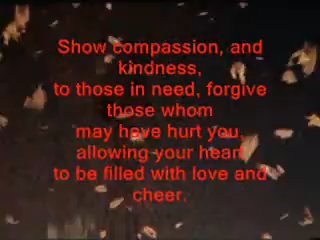 Show compassion, and
kindness,
to those in need, forgive
those whom
may have hurt you,
allowing your heart
to be filled with love and
cheer.